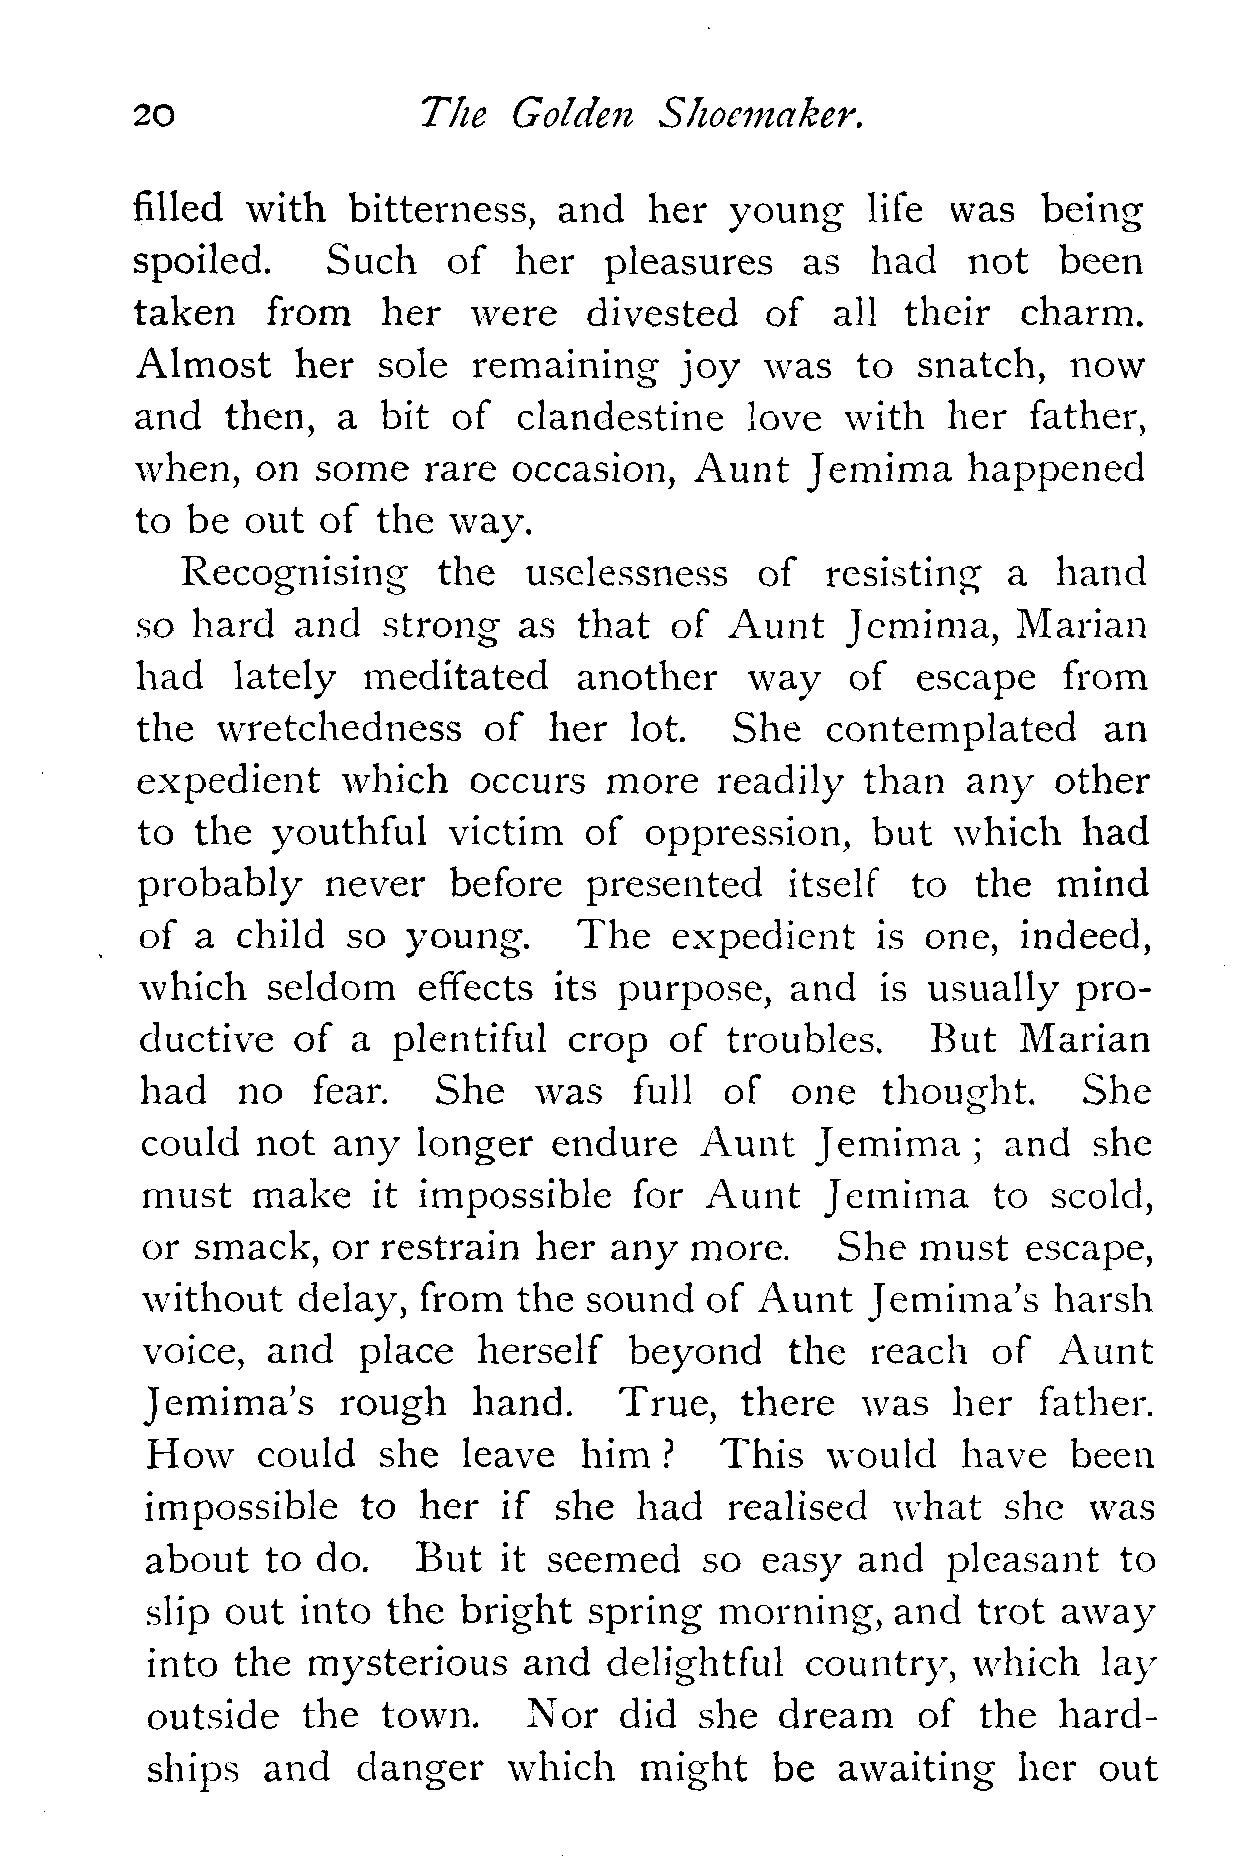 20 The Golden Shoemaker.
filled with bitterness, and her young life was being
spoiled. Such of her pleasures as had not been
taken from her were divested of all their charm.
Almost her sole remaining joy was to snatch, now
and then, a bit of clandestine love with her father,
when, on some rare occasion, Aunt Jemima happened
to be out of the way.
Recognising the uselessness of resisting a hand
so hard and strong as that of Aunt Jemima, Marian
had lately meditated another way of escape from
the wretchedness of her lot. She contemplated an
expedient which occurs more readily than any other
to the youthful victim of oppression, but which had
probably never before presented itself to the mind
of a child so young. The expedient is one, indeed,
which seldom effects its purpose, and is usually pro-
ductive of a plentiful crop of troubles. But Marian
had no fear. She was full of one thought. She
could not any longer endure Aunt Jemima ; and she
must make it impossible for Aunt Jemima to scold,
or smack, or restrain her any more. She must escape,
without delay, from the sound of Aunt Jemima's harsh
voice, and place herself beyond the reach of Aunt
Jemima's rough hand. True, there was her father.
How could she leave him ? This would have been
impossible to her if she had realised what she was
about to do. But it seemed so easy and pleasant to
slip out into the bright spring morning, and trot away
into the mysterious and delightful country, which lay
outside the town. Nor did she dream of the hard-
ships and danger which might be awaiting her out